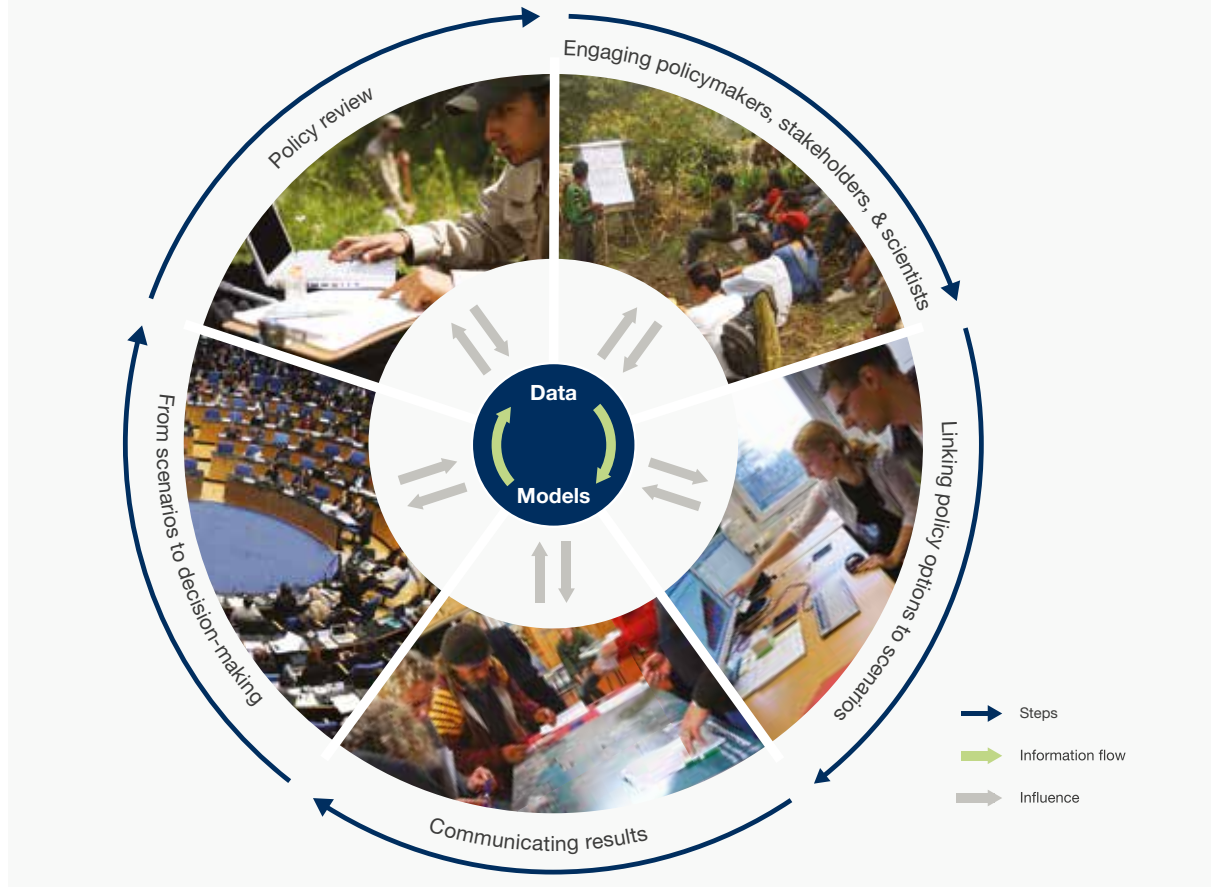 Policy review
Engaging policymakers, stakeholders, & scientists
Data
Models
From scenarios to decision-making
Linking policy options to scenarios
Communicating results
Steps
Information flow
Influence